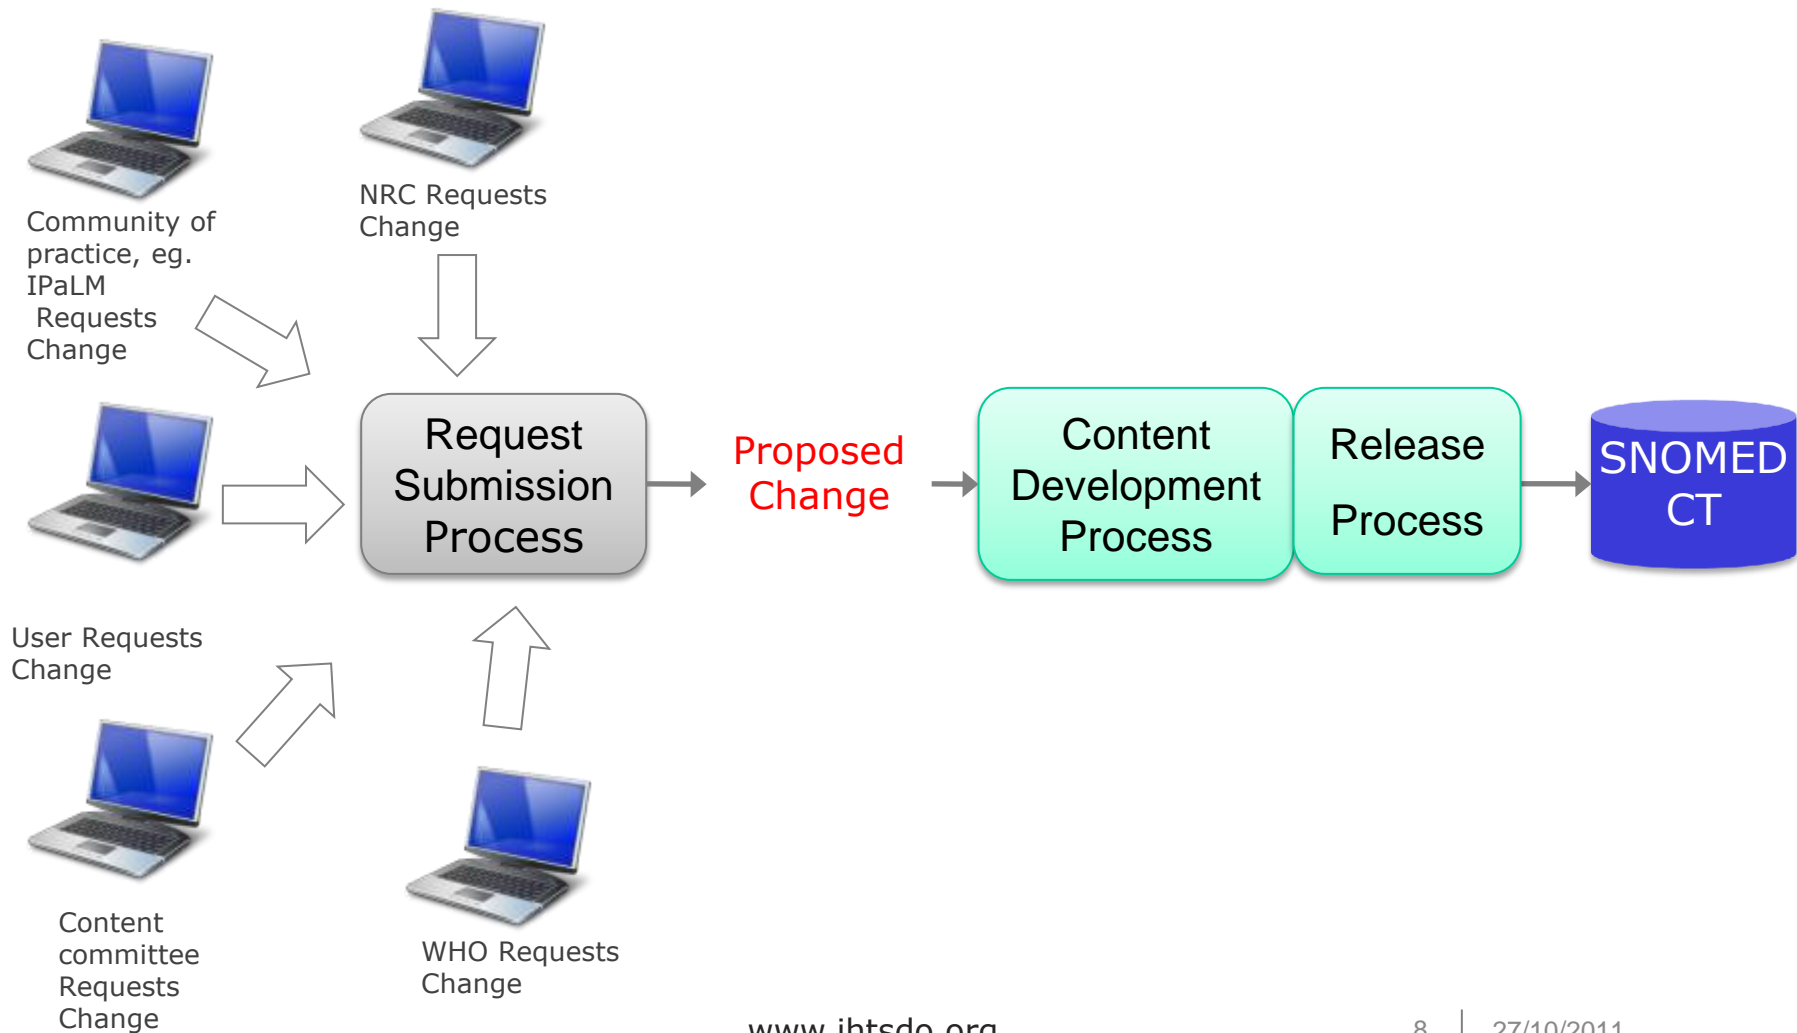 NRC Requests
Change
Community of
practice, eg.
IPaLM
Requests
Change
Request
Submission
Process
Proposed
Change
Content
Development
Process
Release
Process
SNOMED
CT
User Requests
Change
Content
committee
Requests
Change
WHO Requests
Change
www.ihtsdo.org
8
27/10/2011